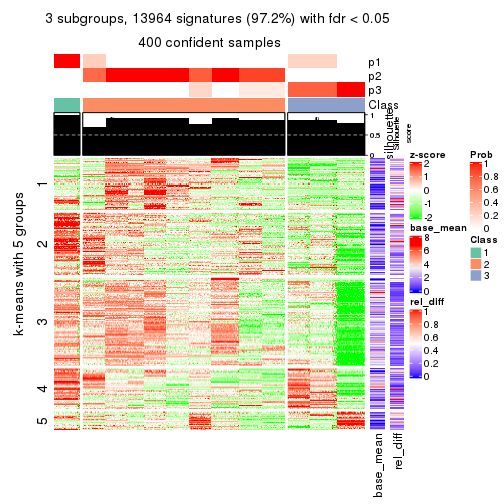 3 subgroups, 13964 signatures (97.2%) with fdr < 0.05
400 confident samples
p1
p2
p3
Class
1
0.5
0
silhouette
Silhouette
score
k-means with 5 groups
1
2
3
4
5
base_mean
rel_diff
z-score
2
1
0
-1
-2
base_mean
8
6
4
2
0
rel_diff
1
0.8
0.6
0.4
0.2
0
Prob
1
0.8
0.6
0.4
0.2
0
Class
1
2
3